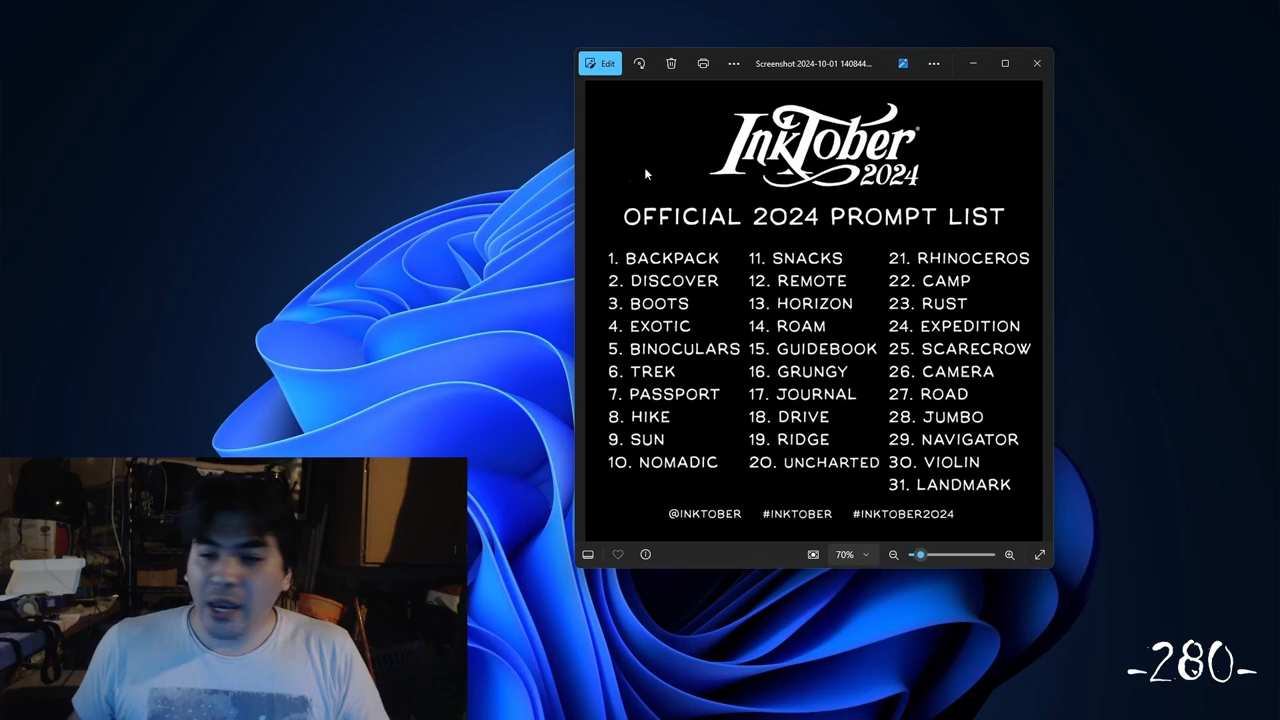 Edit
Screenshot 2024-10-01 140844...
InkTober
2024
OFFICIAL 2024 PROMPT LIST
1. BACKPACK
2. DISCOVER
3. BOOTS
4. EXOTIC
5. BINOCULARS
6. TREK
7. PASSPORT
8. HIKE
9. SUN
10. NOMADIC
11. SNACKS
12. REMOTE
13. HORIZON
14. ROAM
15. GUIDEBOOK
16. GRUNGY
17. JOURNAL
18. DRIVE
19. RIDGE
20. UNCHARTED
21. RHINOCEROS
22. CAMP
23. RUST
24. EXPEDITION
25. SCARECROW
26. CAMERA
27. ROAD
28. JUMBO
29. NAVIGATOR
30. VIOLIN
31. LANDMARK
@INKTOBER #INKTOBER #INKTOBER2024
70%
-280-